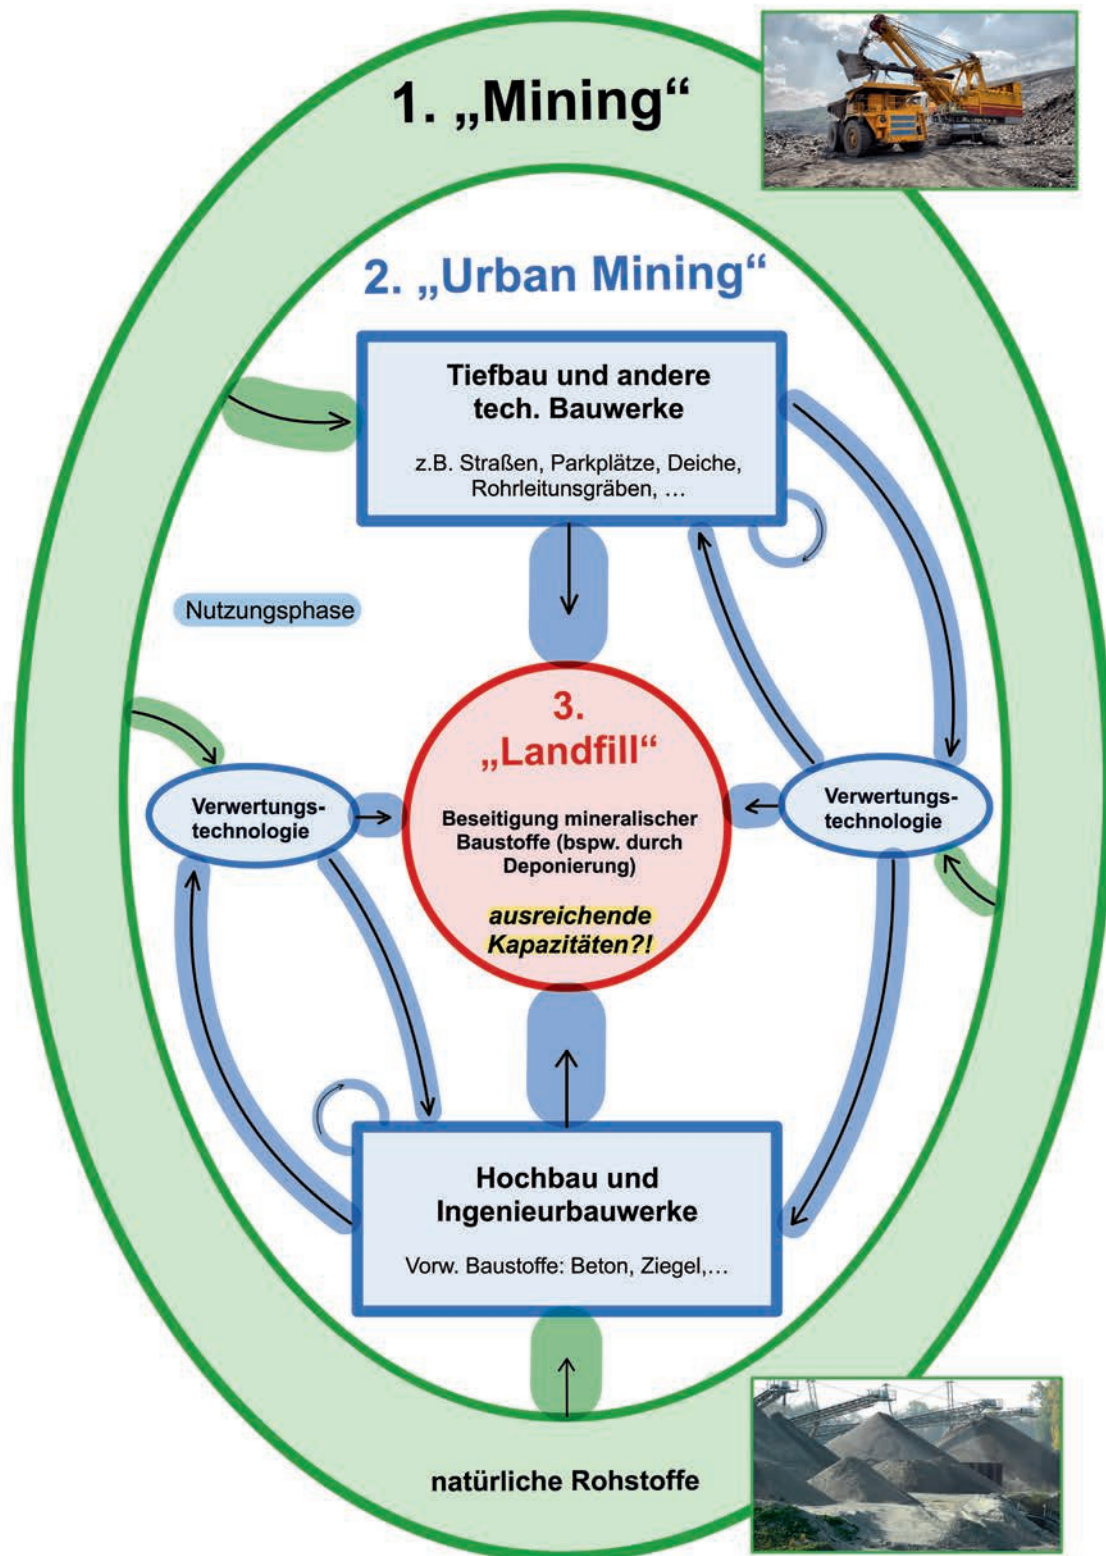 1. „Mining“
2. „Urban Mining“
Tiefbau und andere
tech. Bauwerke
z.B. Straßen, Parkplätze, Deiche,
Rohrleitunsgräben, …
Nutzungsphase
3.
„Landfill“
Beseitigung mineralischer
Baustoffe (bspw. durch
Deponierung)
ausreichende
Kapazitäten?!
Verwertungs-
technologie
Verwertungs-
technologie
Hochbau und
Ingenieurbauwerke
Vorw. Baustoffe: Beton, Ziegel,…
natürliche Rohstoffe